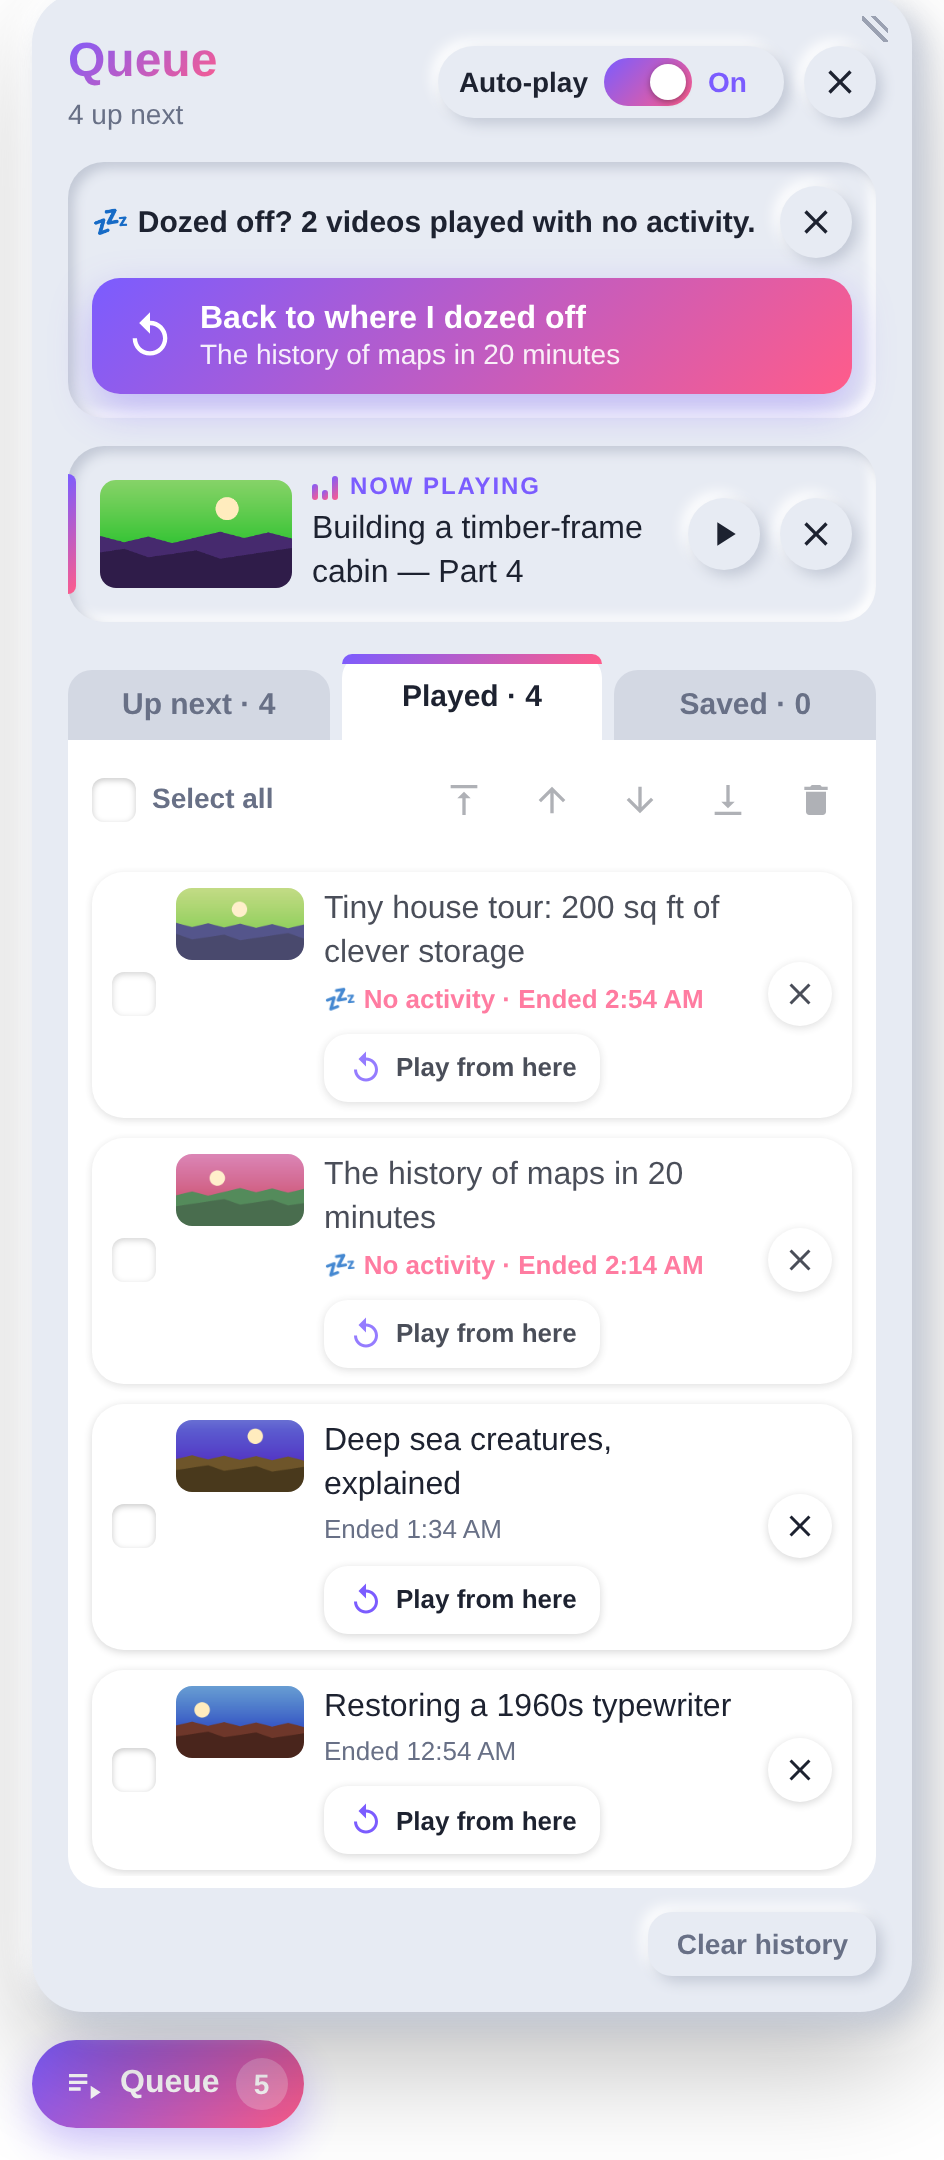 Queue
4 up next
Auto-play
On
💤 Dozed off? 2 videos played with no activity.
Back to where I dozed off
The history of maps in 20 minutes
NOW PLAYING
Building a timber-frame
cabin — Part 4
Up next · 4
Played · 4
Saved · 0
Select all
Tiny house tour: 200 sq ft of
clever storage
💤 No activity · Ended 2:54 AM
Play from here
The history of maps in 20
minutes
💤 No activity · Ended 2:14 AM
Play from here
Deep sea creatures,
explained
Ended 1:34 AM
Play from here
Restoring a 1960s typewriter
Ended 12:54 AM
Play from here
Clear history
Queue 5